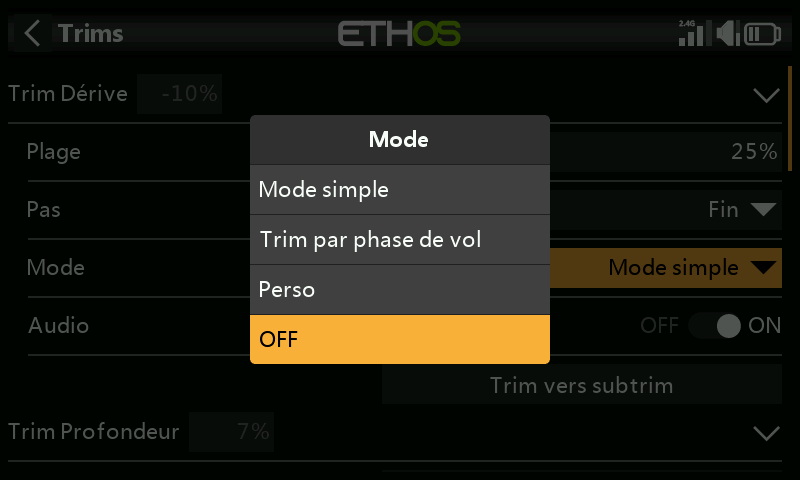 Trims
ETHOS
2.4G
Trim Dérive -10%
Plage 25%
Pas Fin
Mode Mode simple
Audio OFF ON
Trim vers subtrim
Trim Profondeur 7%
Mode
Mode simple
Trim par phase de vol
Perso
OFF